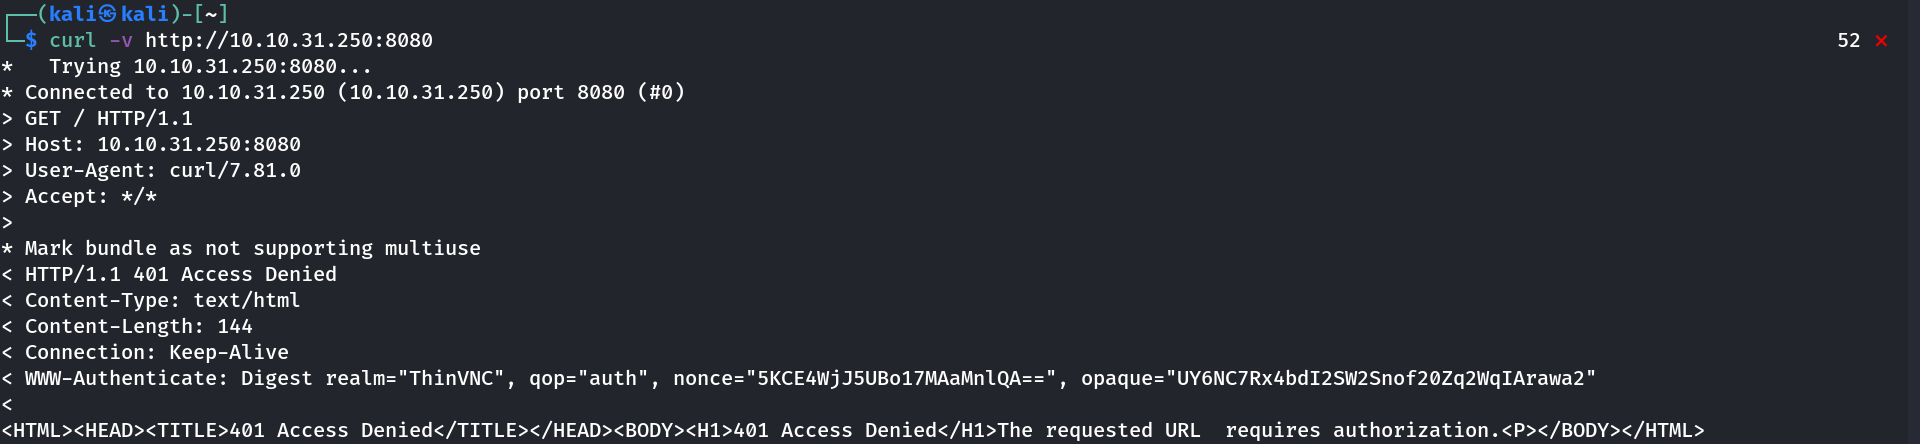 ┌──(kali㉿kali)-[~]
└─$ curl -v http://10.10.31.250:8080 52 ⨯
*   Trying 10.10.31.250:8080...
* Connected to 10.10.31.250 (10.10.31.250) port 8080 (#0)
> GET / HTTP/1.1
> Host: 10.10.31.250:8080
> User-Agent: curl/7.81.0
> Accept: */*
>
* Mark bundle as not supporting multiuse
< HTTP/1.1 401 Access Denied
< Content-Type: text/html
< Content-Length: 144
< Connection: Keep-Alive
< WWW-Authenticate: Digest realm="ThinVNC", qop="auth", nonce="5KCE4WjJ5UBo17MAaMnlQA==", opaque="UY6NC7Rx4bdI2SW2Snof20Zq2WqIArawa2"
<
<HTML><HEAD><TITLE>401 Access Denied</TITLE></HEAD><BODY><H1>401 Access Denied</H1>The requested URL  requires authorization.<P></BODY></HTML>